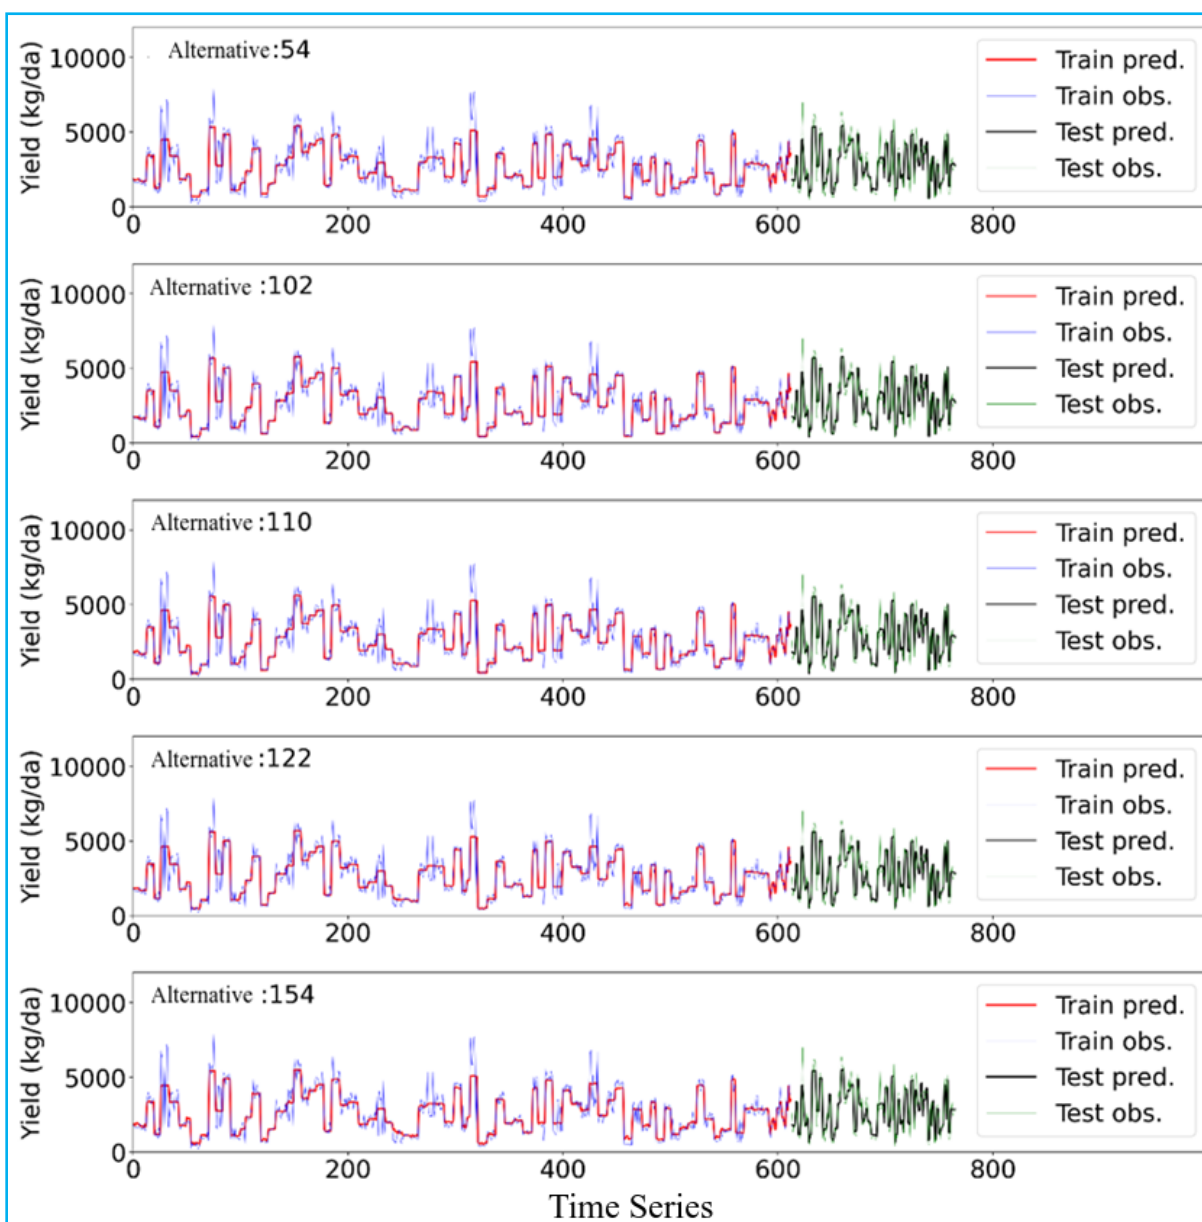 Alternative :54
Yield (kg/da)
10000
5000
0
0 200 400 600 800
Train pred.
Train obs.
Test pred.
Test obs.
Alternative :102
Yield (kg/da)
10000
5000
0
0 200 400 600 800
Train pred.
Train obs.
Test pred.
Test obs.
Alternative :110
Yield (kg/da)
10000
5000
0
0 200 400 600 800
Train pred.
Train obs.
Test pred.
Test obs.
Alternative :122
Yield (kg/da)
10000
5000
0
0 200 400 600 800
Train pred.
Train obs.
Test pred.
Test obs.
Alternative :154
Yield (kg/da)
10000
5000
0
0 200 400 600 800
Train pred.
Train obs.
Test pred.
Test obs.
Time Series